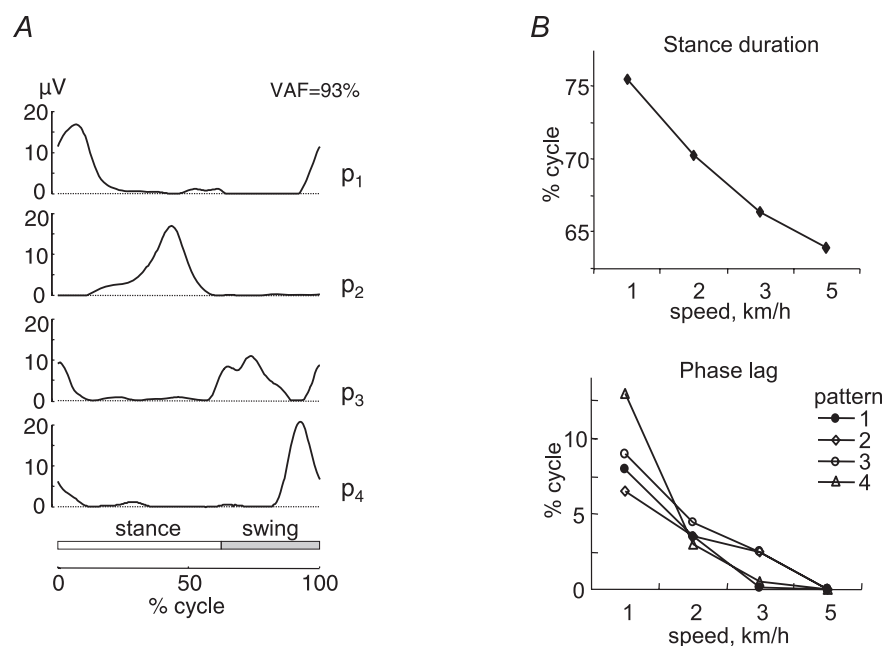 A
μV
VAF=93%
20
10
0
p1
20
10
0
p2
20
10
0
p3
20
10
0
p4
stance swing
0 50 100
% cycle
B
Stance duration
75
70
65
% cycle
1 2 3 5
speed, km/h
Phase lag
pattern
1
2
3
4
10
5
0
% cycle
1 2 3 5
speed, km/h